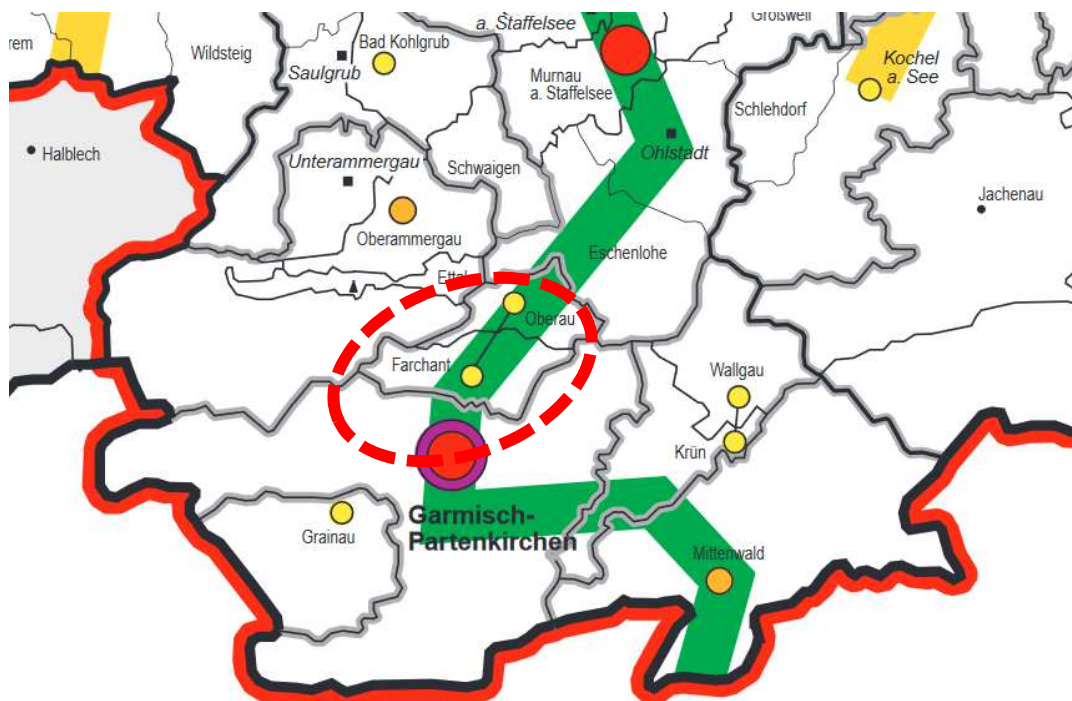 a. Staffelsee
Großweil
rem
Wildsteig
Bad Kohlgrub
Saulgrub
Murnau
a. Staffelsee
Kochel
a. See
Schlehdorf
Halblech
Ohlstadt
Unterammergau
Schwaigen
Jachenau
Oberammergau
Eschenlohe
Ettal
Oberau
Farchant
Wallgau
Krün
Garmisch-
Partenkirchen
Grainau
Mittenwald